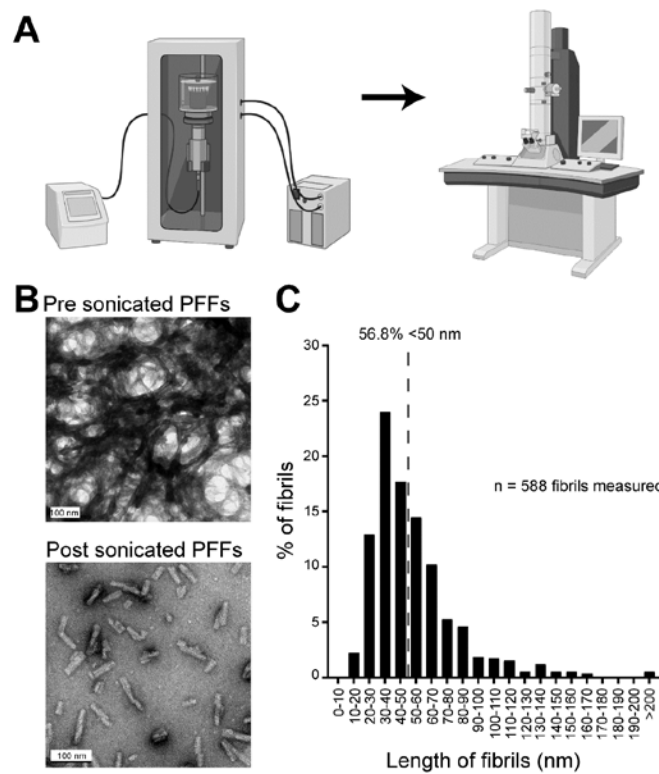 A
B
Pre sonicated PFFs
100 nm
Post sonicated PFFs
100 nm
C
56.8% <50 nm
n = 588 fibrils measured
% of fibrils
30
25
20
15
10
5
0
0-10
10-20
20-30
30-40
40-50
50-60
60-70
70-80
80-90
90-100
100-110
110-120
120-130
130-140
140-150
150-160
160-170
170-180
180-190
190-200
>200
Length of fibrils (nm)